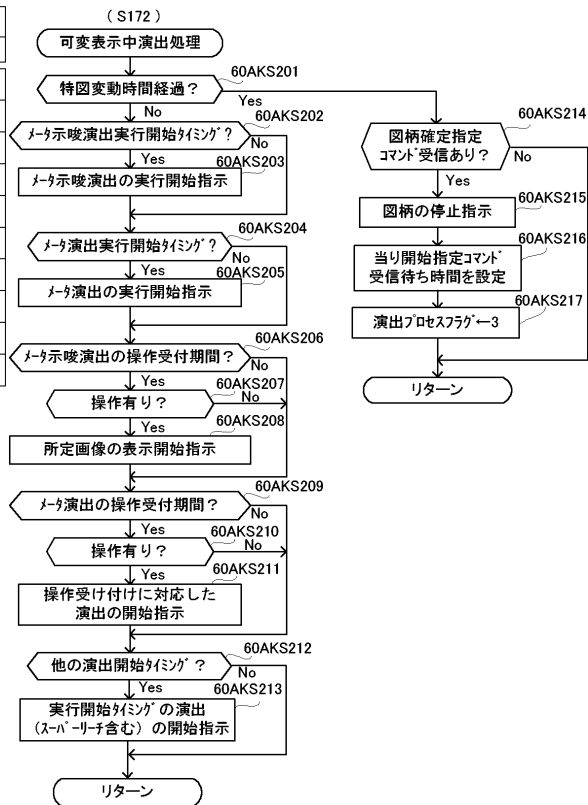 ( S172 )
可変表示中演出処理
60AKS201
特図変動時間経過？
Yes
No
60AKS202
ﾒｰﾀ示唆演出実行開始ﾀｲﾐﾝｸﾞ？
No
Yes
60AKS203
ﾒｰﾀ示唆演出の実行開始指示
60AKS204
ﾒｰﾀ演出実行開始ﾀｲﾐﾝｸﾞ？
No
Yes
60AKS205
ﾒｰﾀ演出の実行開始指示
60AKS206
ﾒｰﾀ示唆演出の操作受付期間？
No
Yes
60AKS207
操作有り？
No
Yes
60AKS208
所定画像の表示開始指示
60AKS209
ﾒｰﾀ演出の操作受付期間？
No
Yes
60AKS210
操作有り？
No
Yes
60AKS211
操作受け付けに対応した
演出の開始指示
60AKS212
他の演出開始ﾀｲﾐﾝｸﾞ？
No
Yes
60AKS213
実行開始ﾀｲﾐﾝｸﾞの演出
(ｽｰﾊﾟｰﾘｰﾁ含む) の開始指示
リターン
60AKS214
図柄確定指定
ｺﾏﾝﾄﾞ受信あり？
No
Yes
60AKS215
図柄の停止指示
60AKS216
当り開始指定ｺﾏﾝﾄﾞ
受信待ち時間を設定
60AKS217
演出ﾌﾟﾛｾｽﾌﾗｸﾞ←3
リターン